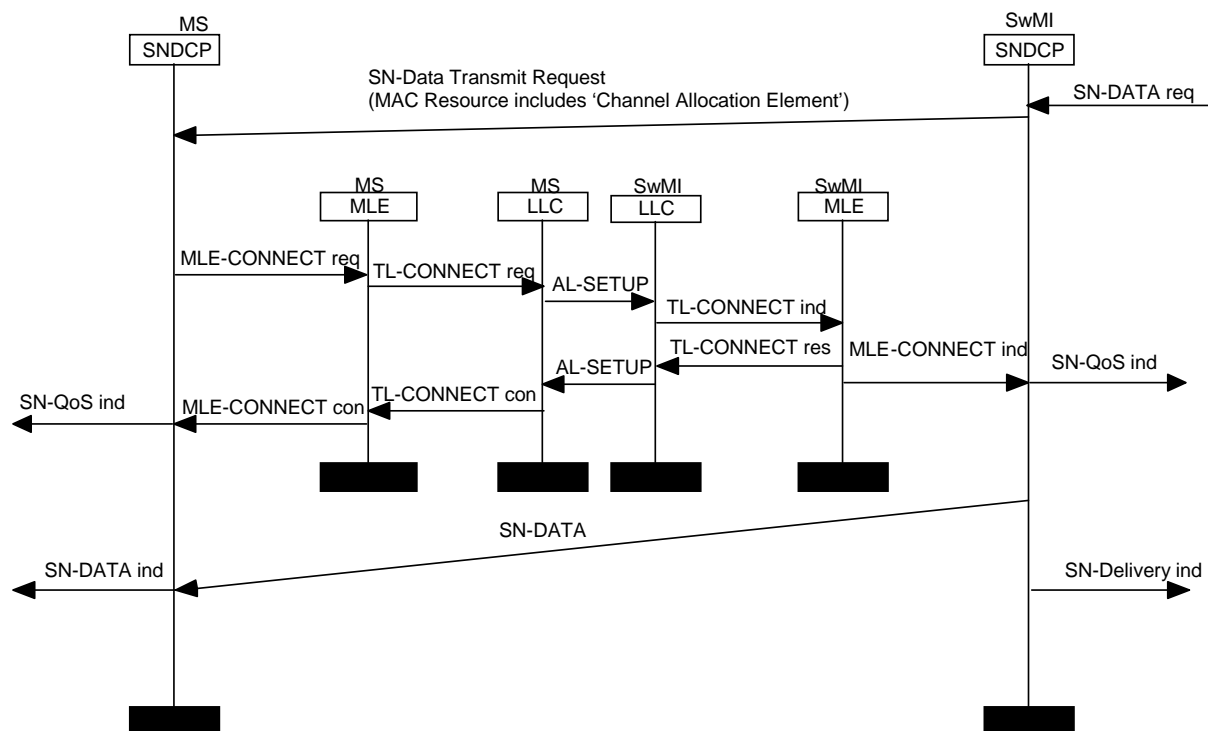 MS
SNDCP
SwMI
SNDCP
SN-Data Transmit Request
(MAC Resource includes ‘Channel Allocation Element’)
SN-DATA req
MS
MLE
MS
LLC
SwMI
LLC
SwMI
MLE
MLE-CONNECT req
TL-CONNECT req
AL-SETUP
TL-CONNECT ind
TL-CONNECT res
MLE-CONNECT ind
SN-QoS ind
AL-SETUP
TL-CONNECT con
MLE-CONNECT con
SN-QoS ind
SN-DATA
SN-DATA ind
SN-Delivery ind